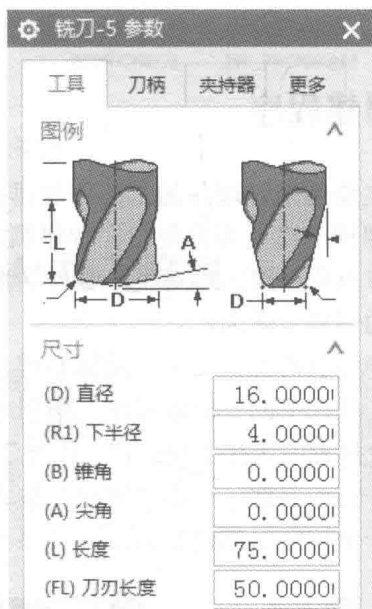 铣刀-5 参数
工具 刀柄 夹持器 更多
图例
FL A
D D
尺寸
(D) 直径 16.0000
(R1) 下半径 4.0000
(B) 锥角 0.0000
(A) 尖角 0.0000
(L) 长度 75.0000
(FL) 刀刃长度 50.0000